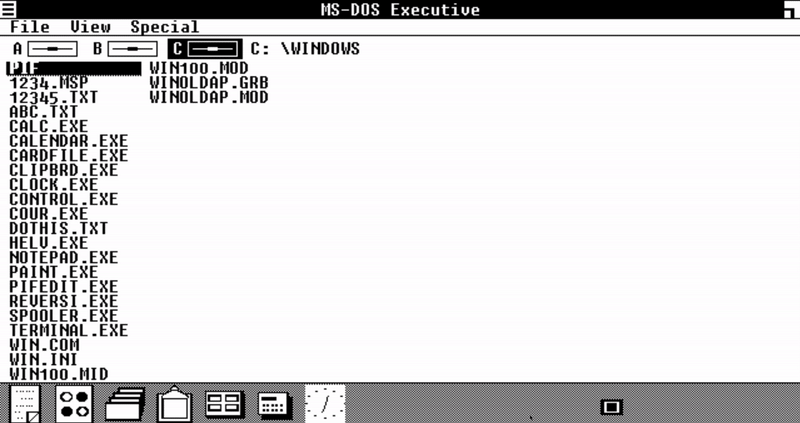 MS-DOS Executive
File View Special
A B C C: \WINDOWS
PIF WIN100.MOD
1234.MSP WINOLDAP.GRB
12345.TXT WINOLDAP.MOD
ABC.TXT
CALC.EXE
CALENDAR.EXE
CARDFILE.EXE
CLIPBRD.EXE
CLOCK.EXE
CONTROL.EXE
COUR.EXE
DOTHIS.TXT
HELV.EXE
NOTEPAD.EXE
PAINT.EXE
PIFEDIT.EXE
REVERSI.EXE
SPOOLER.EXE
TERMINAL.EXE
WIN.COM
WIN.INI
WIN100.MID